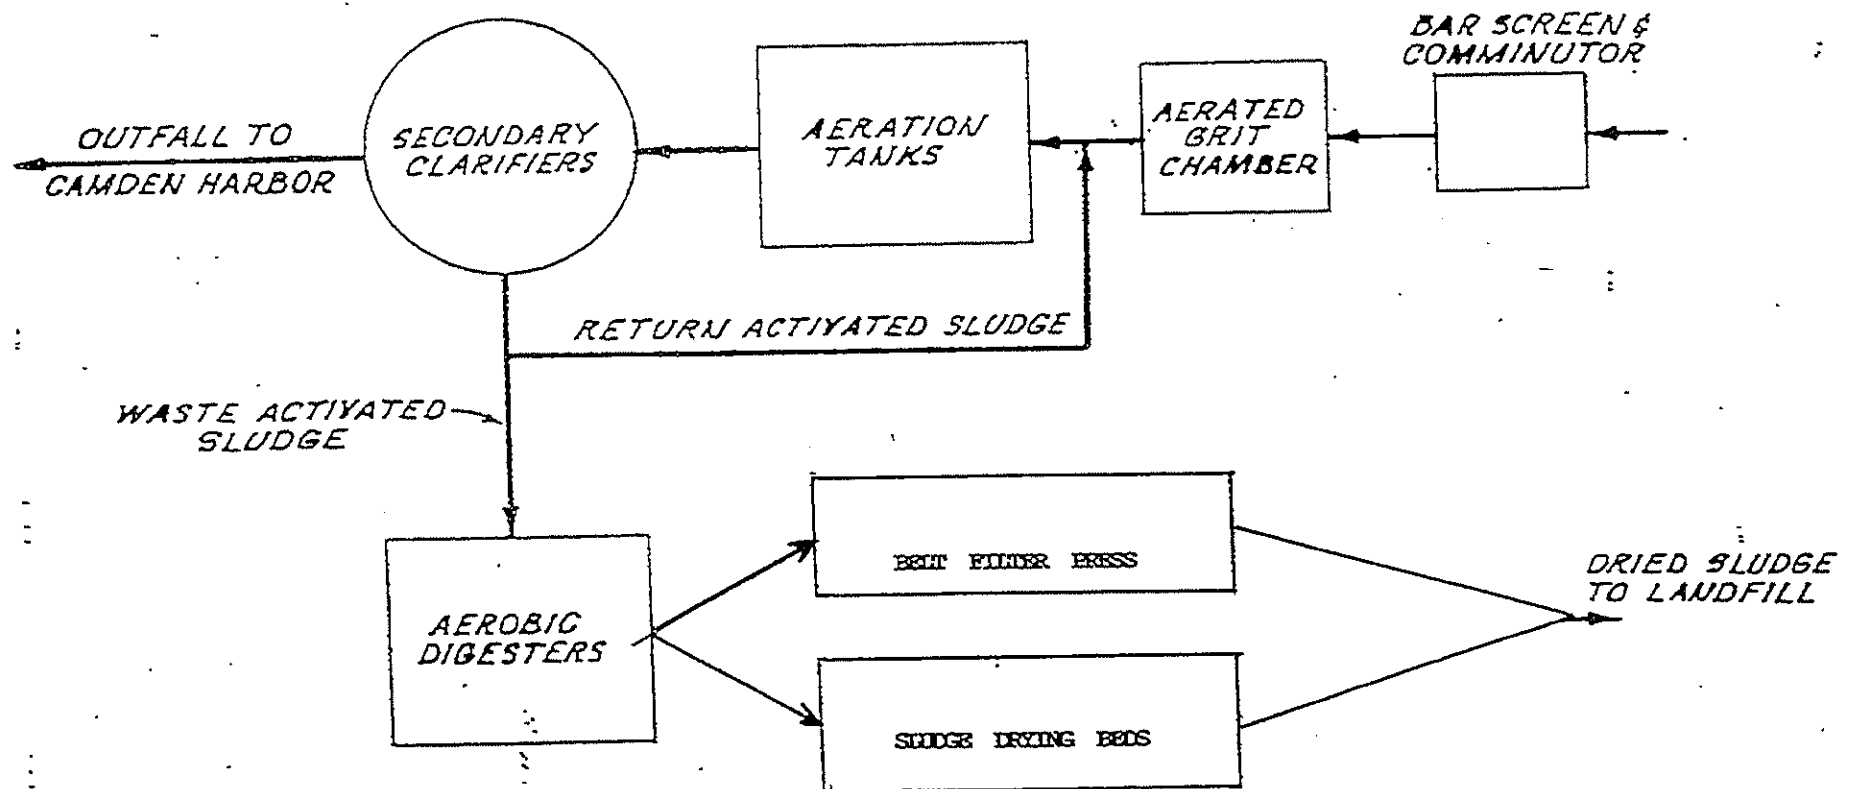 BAR SCREEN &
COMMINUTOR
OUTFALL TO
CAMDEN HARBOR
SECONDARY
CLARIFIERS
AERATION
TANKS
AERATED
GRIT
CHAMBER
RETURN ACTIVATED SLUDGE
WASTE ACTIVATED
SLUDGE
AEROBIC
DIGESTERS
BELT FILTER PRESS
SLUDGE DRYING BEDS
DRIED SLUDGE
TO LANDFILL